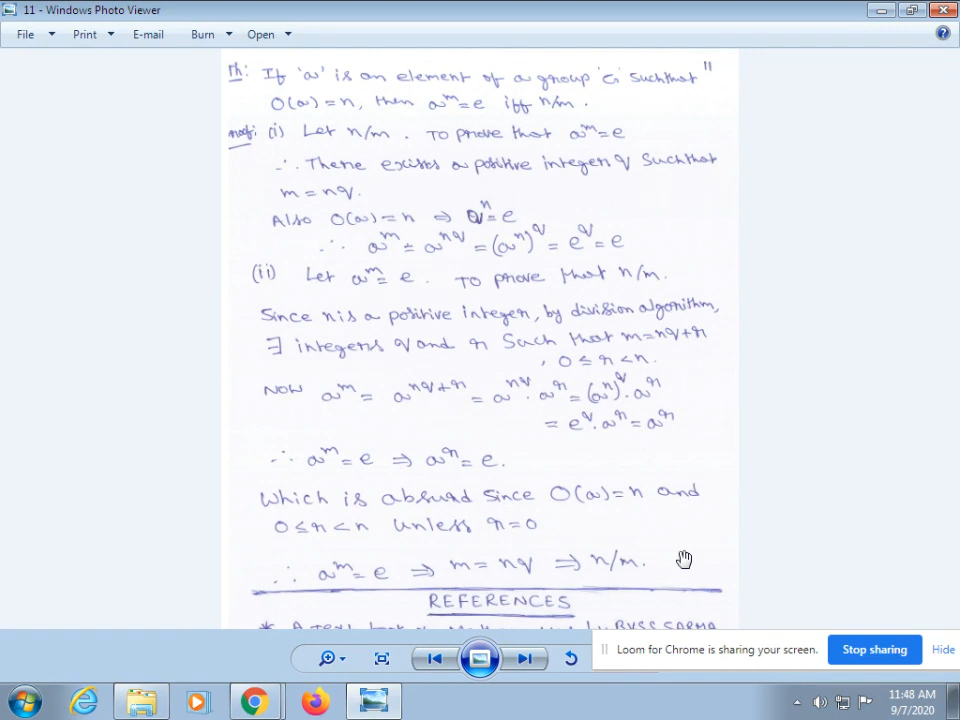 11 - Windows Photo Viewer
File Print E-mail Burn Open
Th: If 'a' is an element of a group 'G' such that "
O(a) = n, then a^m = e iff n/m.
proof: (i) Let n/m. To prove that a^m = e
∴ There exists a positive integer q such that
m = nq.
Also O(a) = n ⇒ a^n = e
∴ a^m = a^nq = (a^n)^q = e^q = e
(ii) Let a^m = e. To prove that n/m.
Since n is a positive integer, by division algorithm,
∃ integers q and r such that m = nq + r
, 0 ≤ r < n.
Now a^m = a^nq+r = a^nq . a^r = (a^n)^q . a^r
= e^q . a^r = a^r
∴ a^m = e ⇒ a^r = e.
Which is absurd since O(a) = n and
0 ≤ r < n unless r = 0
∴ a^m = e ⇒ m = nq ⇒ n/m.
REFERENCES
Loom for Chrome is sharing your screen. Stop sharing Hide
11:48 AM
9/7/2020